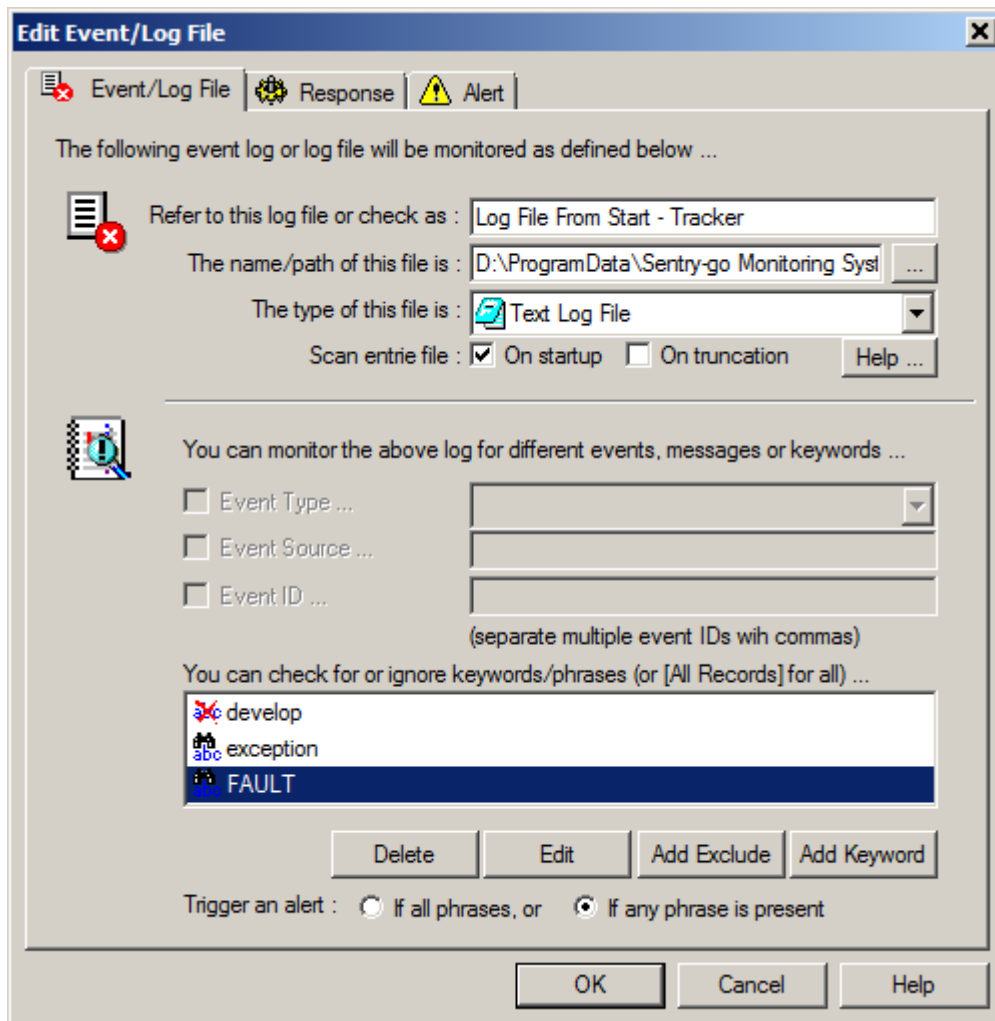 Edit Event/Log File
Event/Log File Response Alert
The following event log or log file will be monitored as defined below ...
Refer to this log file or check as : Log File From Start - Tracker
The name/path of this file is : D:\ProgramData\Sentry-go Monitoring Syst ...
The type of this file is : Text Log File
Scan entrie file : On startup On truncation Help ...
You can monitor the above log for different events, messages or keywords ...
Event Type ...
Event Source ...
Event ID ...
(separate multiple event IDs wih commas)
You can check for or ignore keywords/phrases (or [All Records] for all) ...
abc develop
abc exception
abc FAULT
Delete Edit Add Exclude Add Keyword
Trigger an alert : If all phrases, or If any phrase is present
OK Cancel Help